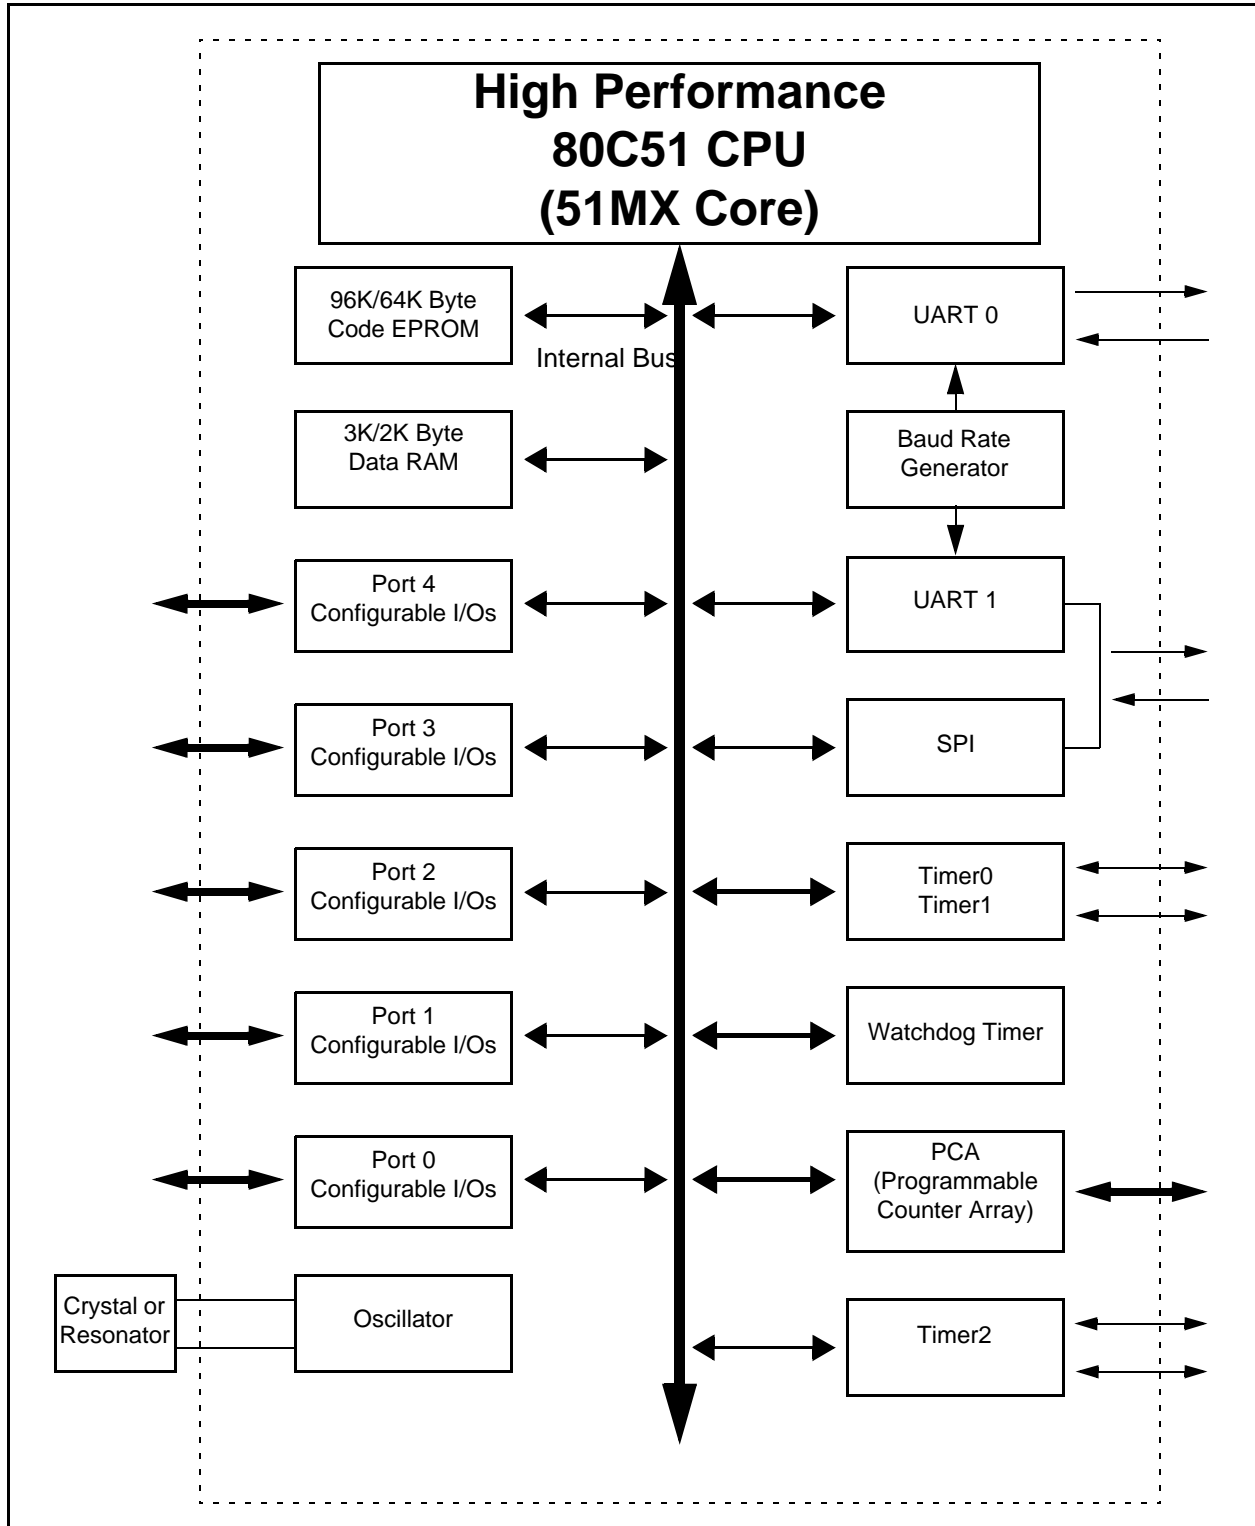 High Performance
80C51 CPU
(51MX Core)
96K/64K Byte
Code EPROM
Internal Bus
UART 0
3K/2K Byte
Data RAM
Baud Rate
Generator
Port 4
Configurable I/Os
UART 1
Port 3
Configurable I/Os
SPI
Port 2
Configurable I/Os
Timer0
Timer1
Port 1
Configurable I/Os
Watchdog Timer
Port 0
Configurable I/Os
PCA
(Programmable
Counter Array)
Crystal or
Resonator
Oscillator
Timer2